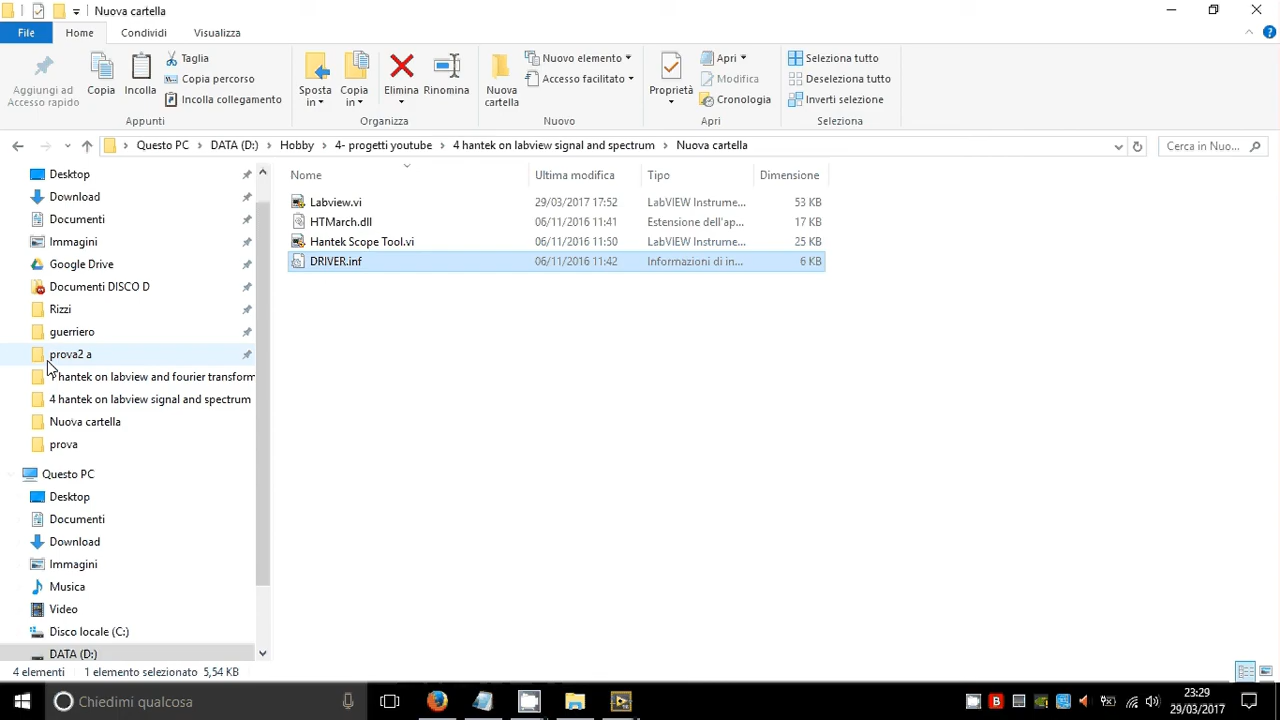 Nuova cartella
File Home Condividi Visualizza
Aggiungi ad Accesso rapido
Copia
Incolla
Taglia
Copia percorso
Incolla collegamento
Appunti
Sposta in
Copia in
Elimina
Rinomina
Organizza
Nuova cartella
Nuovo elemento
Accesso facilitato
Nuovo
Proprietà
Apri
Modifica
Cronologia
Apri
Seleziona tutto
Deseleziona tutto
Inverti selezione
Seleziona
Questo PC DATA (D:) Hobby 4- progetti youtube 4 hantek on labview signal and spectrum Nuova cartella
Cerca in Nuo...
Desktop
Download
Documenti
Immagini
Google Drive
Documenti DISCO D
Rizzi
guerriero
prova2 a
hantek on labview and fourier transform
4 hantek on labview signal and spectrum
Nuova cartella
prova
Questo PC
Desktop
Documenti
Download
Immagini
Musica
Video
Disco locale (C:)
DATA (D:)
Nome Ultima modifica Tipo Dimensione
Labview.vi 29/03/2017 17:52 LabVIEW Instrume... 53 KB
HTMarch.dll 06/11/2016 11:41 Estensione dell'ap... 17 KB
Hantek Scope Tool.vi 06/11/2016 11:50 LabVIEW Instrume... 25 KB
DRIVER.inf 06/11/2016 11:42 Informazioni di in... 6 KB
4 elementi 1 elemento selezionato 5,54 KB
Chiedimi qualcosa
23:29
29/03/2017